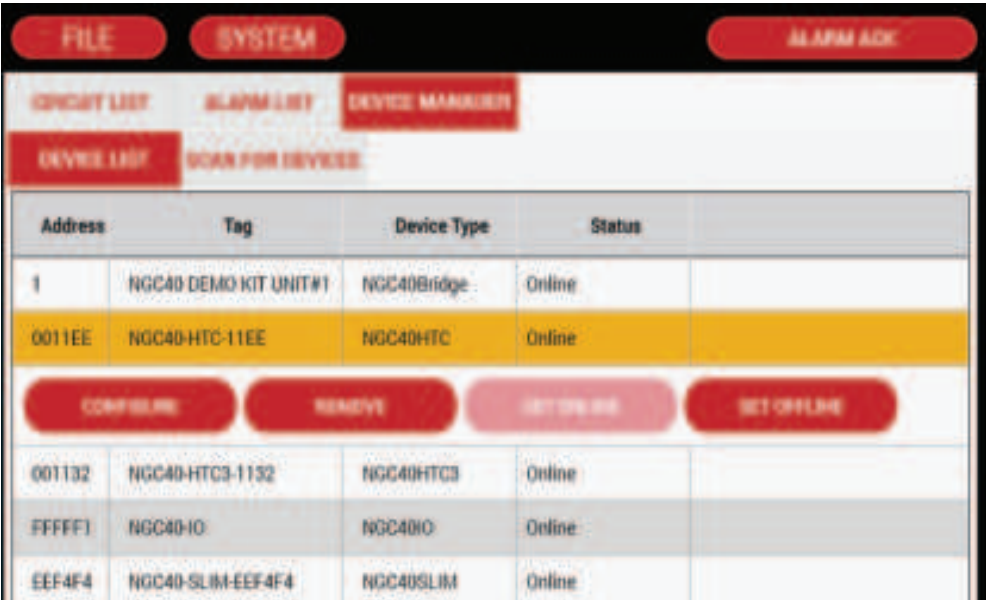 FILE SYSTEM ALARM ACK
CIRCUIT LIST ALARM LIST DEVICE MANAGER
DEVICE LIST SCAN FOR DEVICES
Address Tag Device Type Status
1 NGC40 DEMO KIT UNIT#1 NGC40Bridge Online
0011EE NGC40-HTC-11EE NGC40HTC Online
CONFIGURE REMOVE SET ONLINE SET OFFLINE
001132 NGC40-HTC3-1132 NGC40HTC3 Online
FFFFF1 NGC40-IO NGC40IO Online
EEF4F4 NGC40-SLIM-EEF4F4 NGC40SLIM Online